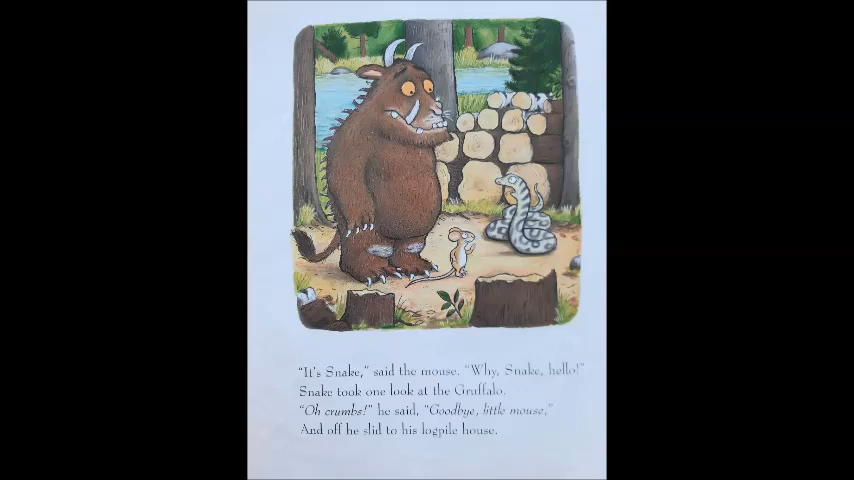 "It's Snake," said the mouse. "Why, Snake, hello!"
Snake took one look at the Gruffalo.
"Oh crumbs!" he said, "Goodbye, little mouse,"
And off he slid to his logpile house.